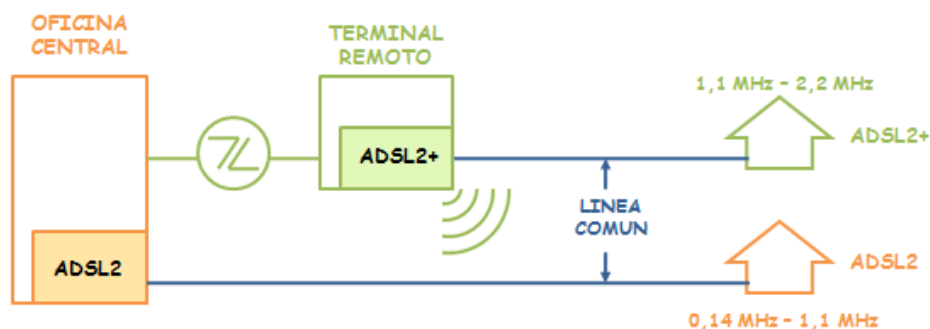 OFICINA
CENTRAL
TERMINAL
REMOTO
1,1 MHz – 2,2 MHz
ADSL2+
ADSL2+
LINEA
COMUN
ADSL2
ADSL2
0,14 MHz – 1,1 MHz